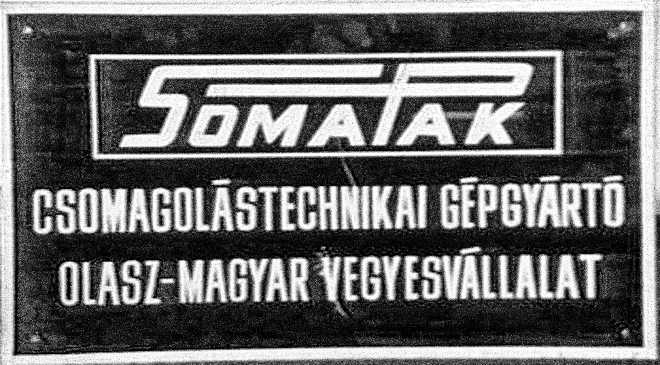 SOMAPAK
CSOMAGOLÁSTECHNIKAI GÉPGYÁRTÓ
OLASZ-MAGYAR VEGYESVÁLLALAT